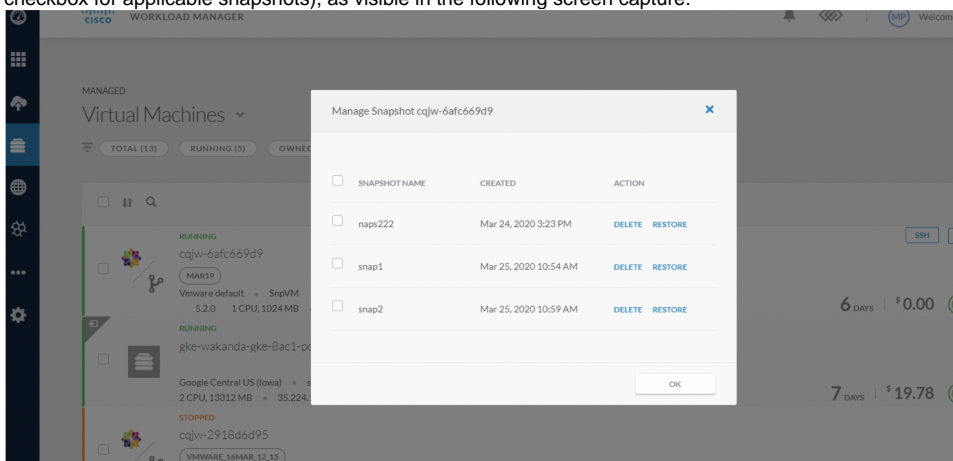 checkbox for applicable snapshots), as visible in the following screen capture.
CISCO WORKLOAD MANAGER
MP Welcom
MANAGED
Virtual Machines
TOTAL (13) RUNNING (5) OWNE
Manage Snapshot cqjw-6afc669d9
SNAPSHOT NAME CREATED ACTION
naps222 Mar 24, 2020 3:23 PM DELETE RESTORE
snap1 Mar 25, 2020 10:54 AM DELETE RESTORE
snap2 Mar 25, 2020 10:59 AM DELETE RESTORE
OK
RUNNING
SSH
cqjw-6afc669d9
MAR19
Vmware default SnpVM
5.2.0 1 CPU, 1024 MB
6 DAYS $0.00
RUNNING
gke-wakanda-gke-8ac1-po
Google Central US (Iowa) s
2 CPU, 13312 MB 35.224.
7 DAYS $19.78
STOPPED
cqjw-2918d6d95
VMWARE_16MAR_12_15